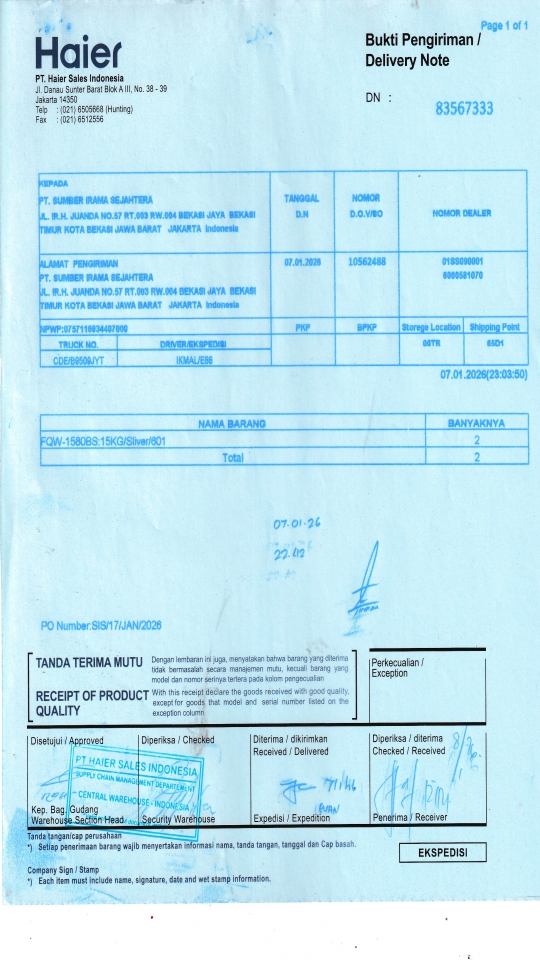 Page 1 of 1
Haier
Bukti Pengiriman /
Delivery Note
PT. Haier Sales Indonesia
Jl. Danau Sunter Barat Blok A III, No. 38 - 39
Jakarta 14350
Telp : (021) 6505668 (Hunting)
Fax : (021) 6512556
DN : 83567333
KEPADA
PT. SUMBER IRAMA SEJAHTERA
JL. IR.H. JUANDA NO.57 RT.003 RW.004 BEKASI JAYA BEKASI
TIMUR KOTA BEKASI JAWA BARAT JAKARTA Indonesia
TANGGAL
D.N
NOMOR
D.O.V/SO
NOMOR DEALER
ALAMAT PENGIRIMAN
PT. SUMBER IRAMA SEJAHTERA
JL. IR.H. JUANDA NO.57 RT.003 RW.004 BEKASI JAYA BEKASI
TIMUR KOTA BEKASI JAWA BARAT JAKARTA Indonesia
07.01.2026
10562488
PKP
BPKP
Storege Location
Shipping Point
TRUCK NO.
DRIVER/EKSPEDISI
07.01.2026(23:03:50)
NAMA BARANG
BANYAKNYA
FQW-1580BS:15KG/Sliver/601
2
Total
2
07.01.26
PO Number:SIS/17/JAN/2026
TANDA TERIMA MUTU
Dengan lembaran ini juga, menyatakan bahwa barang yang diterima
tidak bermasalah secara manajemen mutu, kecuali barang yang
model dan nomor serinya tertera pada kolom pengecualian
RECEIPT OF PRODUCT
QUALITY
With this receipt declare the goods received with good quality,
except for goods that model and serial number listed on the
exception column
Perkecualian /
Exception
Disetujui / Approved
Diperiksa / Checked
Diterima / dikirimkan
Received / Delivered
Diperiksa / diterima
Checked / Received
PT HAIER SALES INDONESIA
SUPPLY CHAIN MANAGEMENT DEPARTEMENT
CENTRAL WAREHOUSE - INDONESIA
Kep. Bag. Gudang
Warehouse Section Head
Security Warehouse
Expedisi / Expedition
Penerima / Receiver
Tanda tangan/cap perusahaan
*) Setiap penerimaan barang wajib menyertakan informasi nama, tanda tangan, tanggal dan Cap basah.
EKSPEDISI
Company Sign / Stamp
*) Each item must include name, signature, date and wet stamp information.